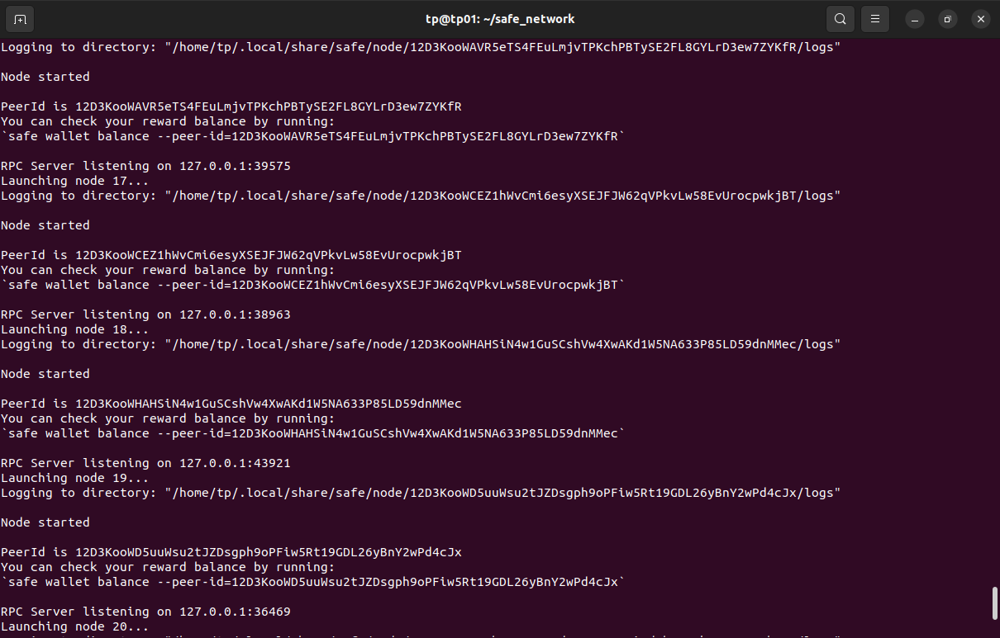 tp@tp01: ~/safe_network
Logging to directory: "/home/tp/.local/share/safe/node/12D3KooWAVR5eTS4FEuLmjvTPKchPBTySE2FL8GYLrD3ew7ZYKfR/logs"
Node started
PeerId is 12D3KooWAVR5eTS4FEuLmjvTPKchPBTySE2FL8GYLrD3ew7ZYKfR
You can check your reward balance by running:
`safe wallet balance --peer-id=12D3KooWAVR5eTS4FEuLmjvTPKchPBTySE2FL8GYLrD3ew7ZYKfR`
RPC Server listening on 127.0.0.1:39575
Launching node 17...
Logging to directory: "/home/tp/.local/share/safe/node/12D3KooWCEZ1hWvCmi6esyXSEJFJW62qVPkvLw58EvUrocpwkjBT/logs"
Node started
PeerId is 12D3KooWCEZ1hWvCmi6esyXSEJFJW62qVPkvLw58EvUrocpwkjBT
You can check your reward balance by running:
`safe wallet balance --peer-id=12D3KooWCEZ1hWvCmi6esyXSEJFJW62qVPkvLw58EvUrocpwkjBT`
RPC Server listening on 127.0.0.1:38963
Launching node 18...
Logging to directory: "/home/tp/.local/share/safe/node/12D3KooWHAHSiN4w1GuSCshVw4XwAKd1W5NA633P85LD59dnMMec/logs"
Node started
PeerId is 12D3KooWHAHSiN4w1GuSCshVw4XwAKd1W5NA633P85LD59dnMMec
You can check your reward balance by running:
`safe wallet balance --peer-id=12D3KooWHAHSiN4w1GuSCshVw4XwAKd1W5NA633P85LD59dnMMec`
RPC Server listening on 127.0.0.1:43921
Launching node 19...
Logging to directory: "/home/tp/.local/share/safe/node/12D3KooWD5uuWsu2tJZDsgph9oPFiw5Rt19GDL26yBnY2wPd4cJx/logs"
Node started
PeerId is 12D3KooWD5uuWsu2tJZDsgph9oPFiw5Rt19GDL26yBnY2wPd4cJx
You can check your reward balance by running:
`safe wallet balance --peer-id=12D3KooWD5uuWsu2tJZDsgph9oPFiw5Rt19GDL26yBnY2wPd4cJx`
RPC Server listening on 127.0.0.1:36469
Launching node 20...